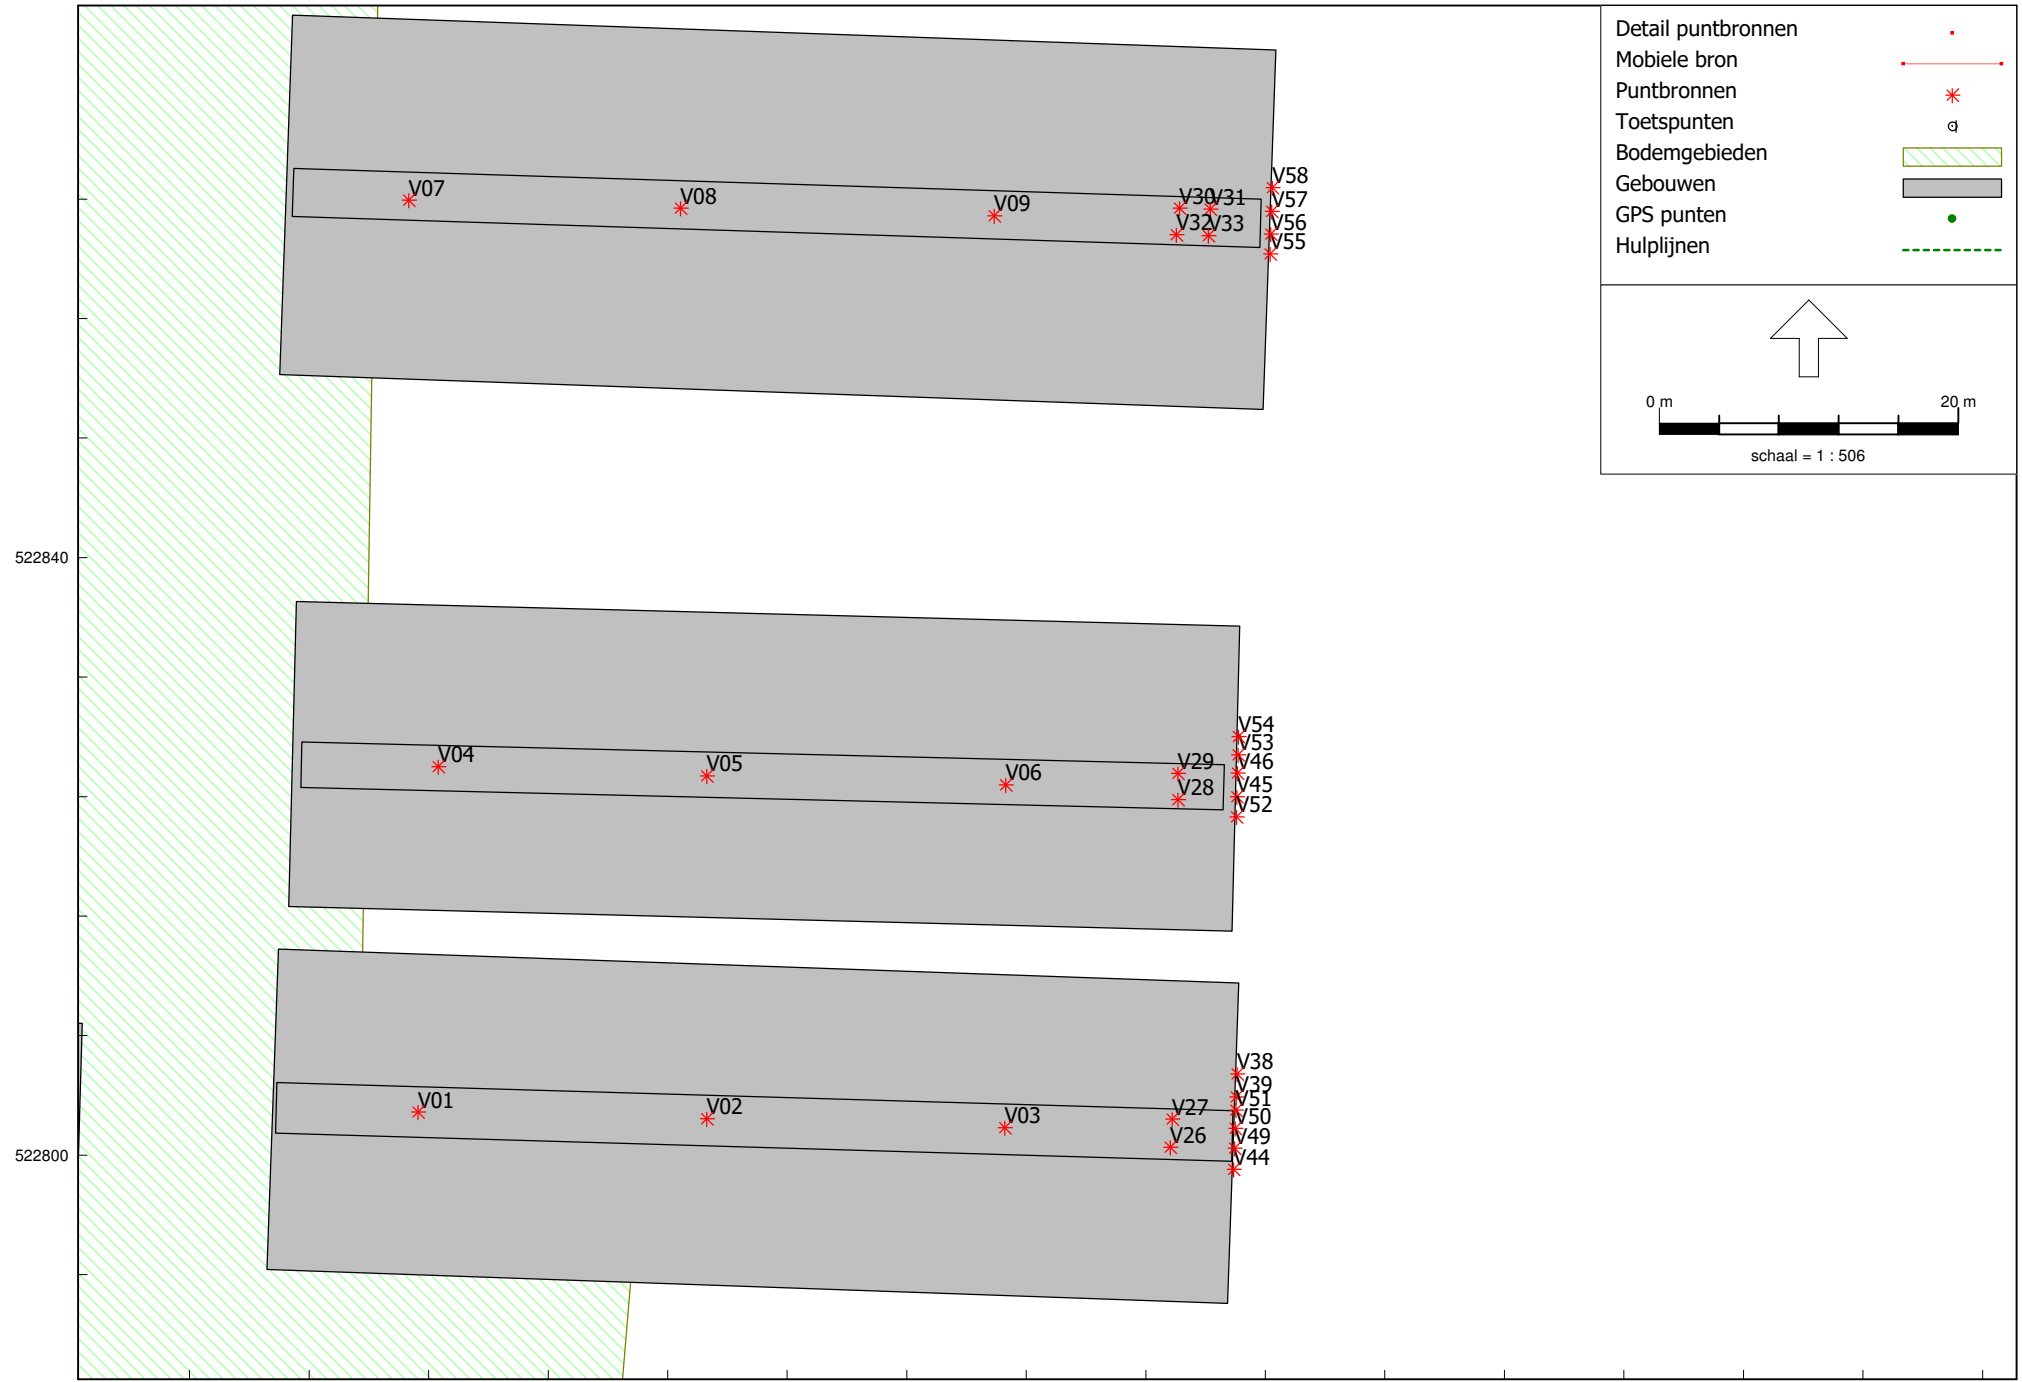 Detail puntbronnen
Mobiele bron
Puntbronnen
Toetspunten
Bodemgebieden
Gebouwen
GPS punten
Hulplijnen
0 m 20 m
schaal = 1 : 506
V07 V08 V09 V30 V31 V58
V57
V32 V33 V56
V55
522840
V54
V53
V04 V05 V06 V29 V46
V28 V45
V52
V38
V39
V01 V02 V03 V27 V51
V50
V26 V49
V44
522800